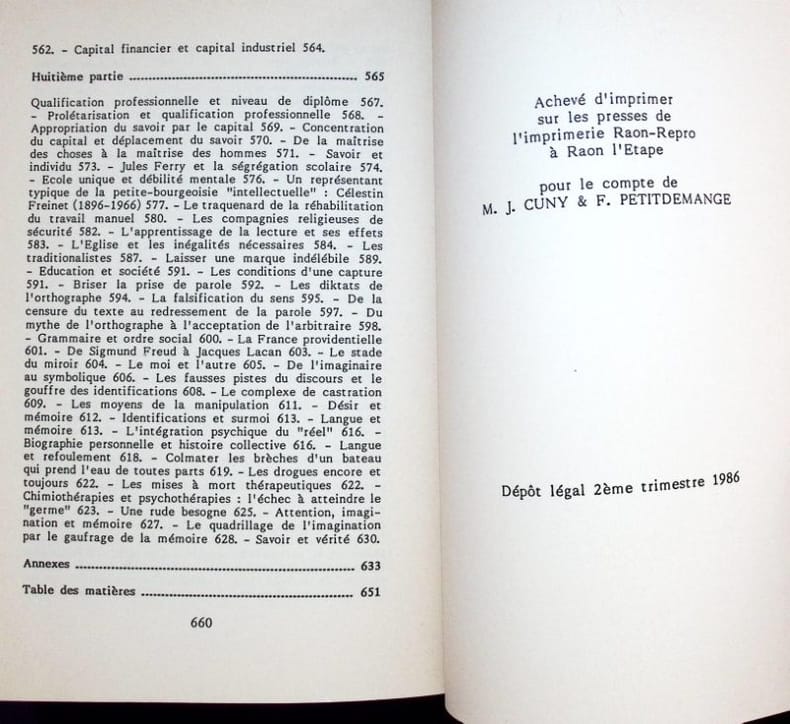 562. - Capital financier et capital industriel 564.
Huitième partie ........................................................ 565
Qualification professionnelle et niveau de diplôme 567.
- Prolétarisation et qualification professionnelle 568. -
Appropriation du savoir par le capital 569. - Concentration
du capital et déplacement du savoir 570. - De la maîtrise
des choses à la maîtrise des hommes 571. - Savoir et
individu 573. - Jules Ferry et la ségrégation scolaire 574.
- Ecole unique et débilité mentale 576. - Un représentant
typique de la petite-bourgeoisie "intellectuelle" : Célestin
Freinet (1896-1966) 577. - Le traquenard de la réhabilitation
du travail manuel 580. - Les compagnies religieuses de
sécurité 582. - L'apprentissage de la lecture et ses effets
583. - L'Eglise et les inégalités nécessaires 584. - Les
traditionalistes 587. - Laisser une marque indélébile 589.
- Education et société 591. - Les conditions d'une capture
591. - Briser la prise de parole 592. - Les diktats de
l'orthographe 594. - La falsification du sens 595. - De la
censure du texte au redressement de la parole 597. - Du
mythe de l'orthographe à l'acceptation de l'arbitraire 598.
- Grammaire et ordre social 600. - La France providentielle
601. - De Sigmund Freud à Jacques Lacan 603. - Le stade
du miroir 604. - Le moi et l'autre 605. - De l'imaginaire
au symbolique 606. - Les fausses pistes du discours et le
gouffre des identifications 608. - Le complexe de castration
609. - Les moyens de la manipulation 611. - Désir et
mémoire 612. - Identifications et surmoi 613. - Langue et
mémoire 613. - L'intégration psychique du "réel" 616. -
Biographie personnelle et histoire collective 616. - Langue
et refoulement 618. - Colmater les brèches d'un bateau
qui prend l'eau de toutes parts 619. - Les drogues encore et
toujours 622. - Les mises à mort thérapeutiques 622. -
Chimiothérapies et psychothérapies : l'échec à atteindre le
"germe" 623. - Une rude besogne 625. - Attention, imagi-
nation et mémoire 627. - Le quadrillage de l'imagination
par le gaufrage de la mémoire 628. - Savoir et vérité 630.
Annexes ........................................................ 633
Table des matières ........................................................ 651
660
Achevé d'imprimer
sur les presses de
l'imprimerie Raon-Repro
à Raon l'Etape
pour le compte de
M. J. CUNY & F. PETITDEMANGE
Dépôt légal 2ème trimestre 1986